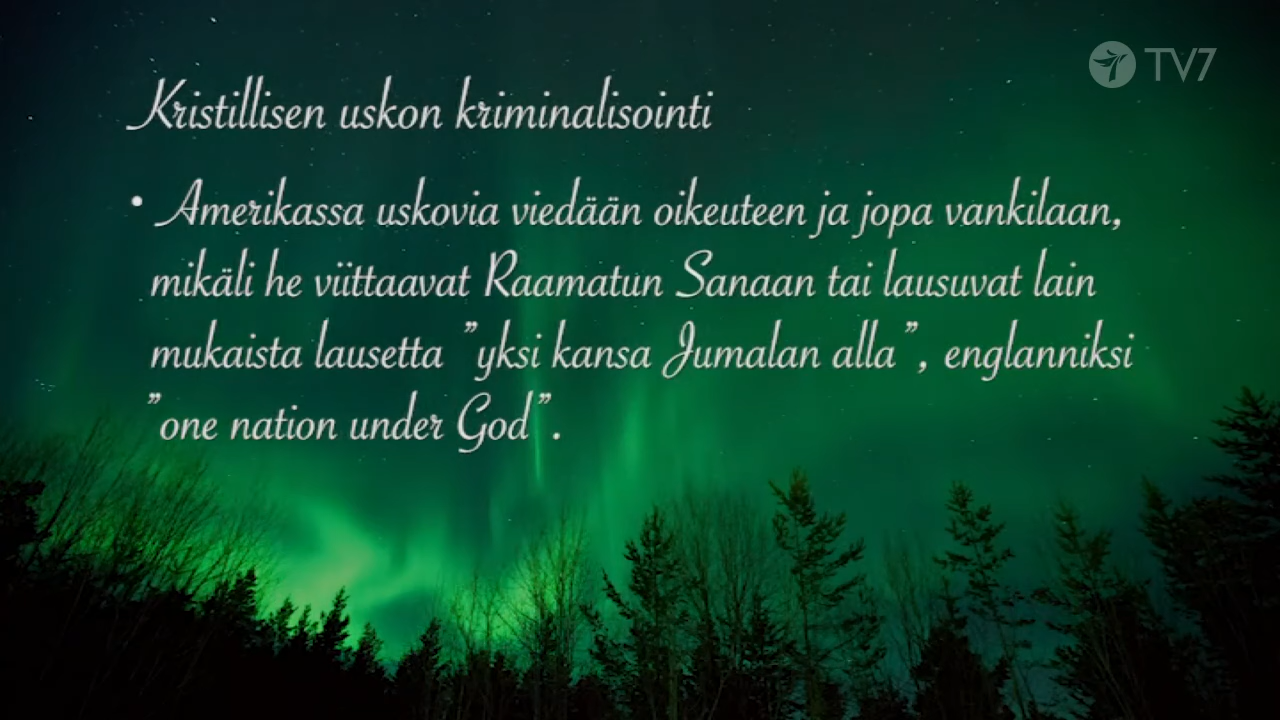 TV7
Kristillisen uskon kriminalisointi
• Amerikassa uskovia viedään oikeuteen ja jopa vankilaan,
mikäli he viittaavat Raamatun Sanaan tai lausuvat lain
mukaista lausetta ”yksi kansa Jumalan alla”, englanniksi
”one nation under God”.